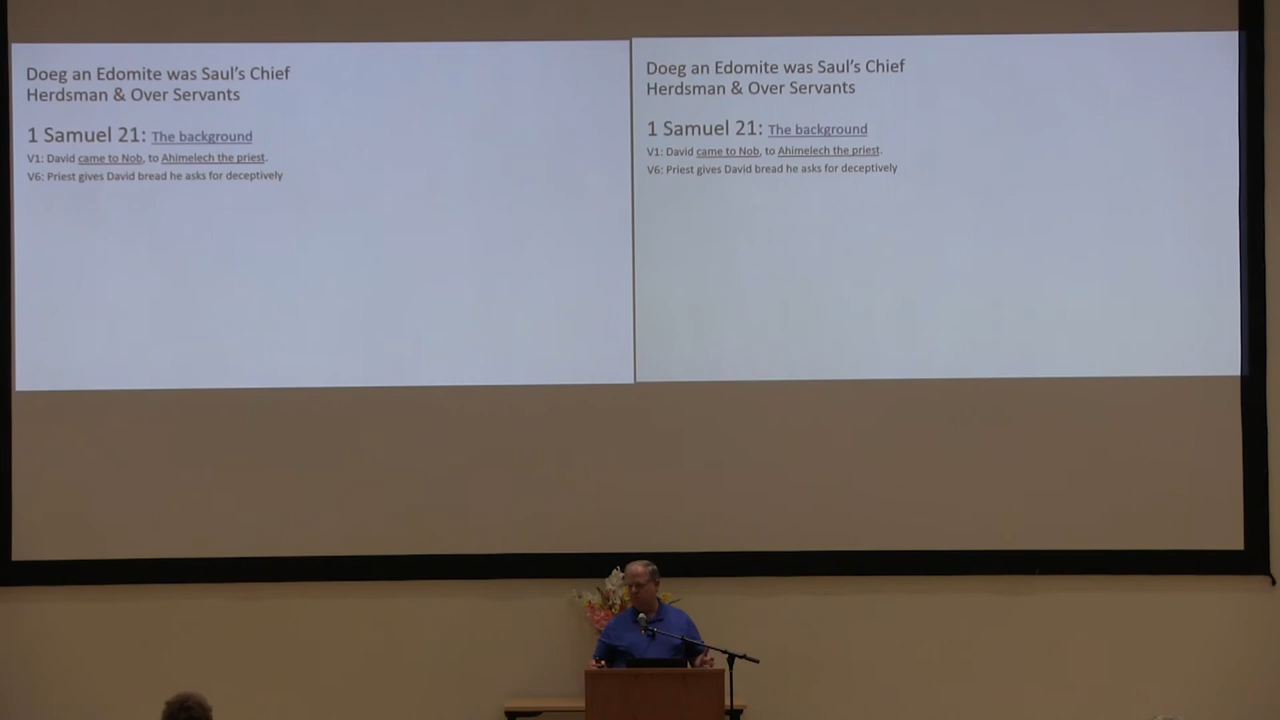 Doeg an Edomite was Saul's Chief
Herdsman & Over Servants
1 Samuel 21: The background
V1: David came to Nob, to Ahimelech the priest.
V6: Priest gives David bread he asks for deceptively
Doeg an Edomite was Saul's Chief
Herdsman & Over Servants
1 Samuel 21: The background
V1: David came to Nob, to Ahimelech the priest.
V6: Priest gives David bread he asks for deceptively